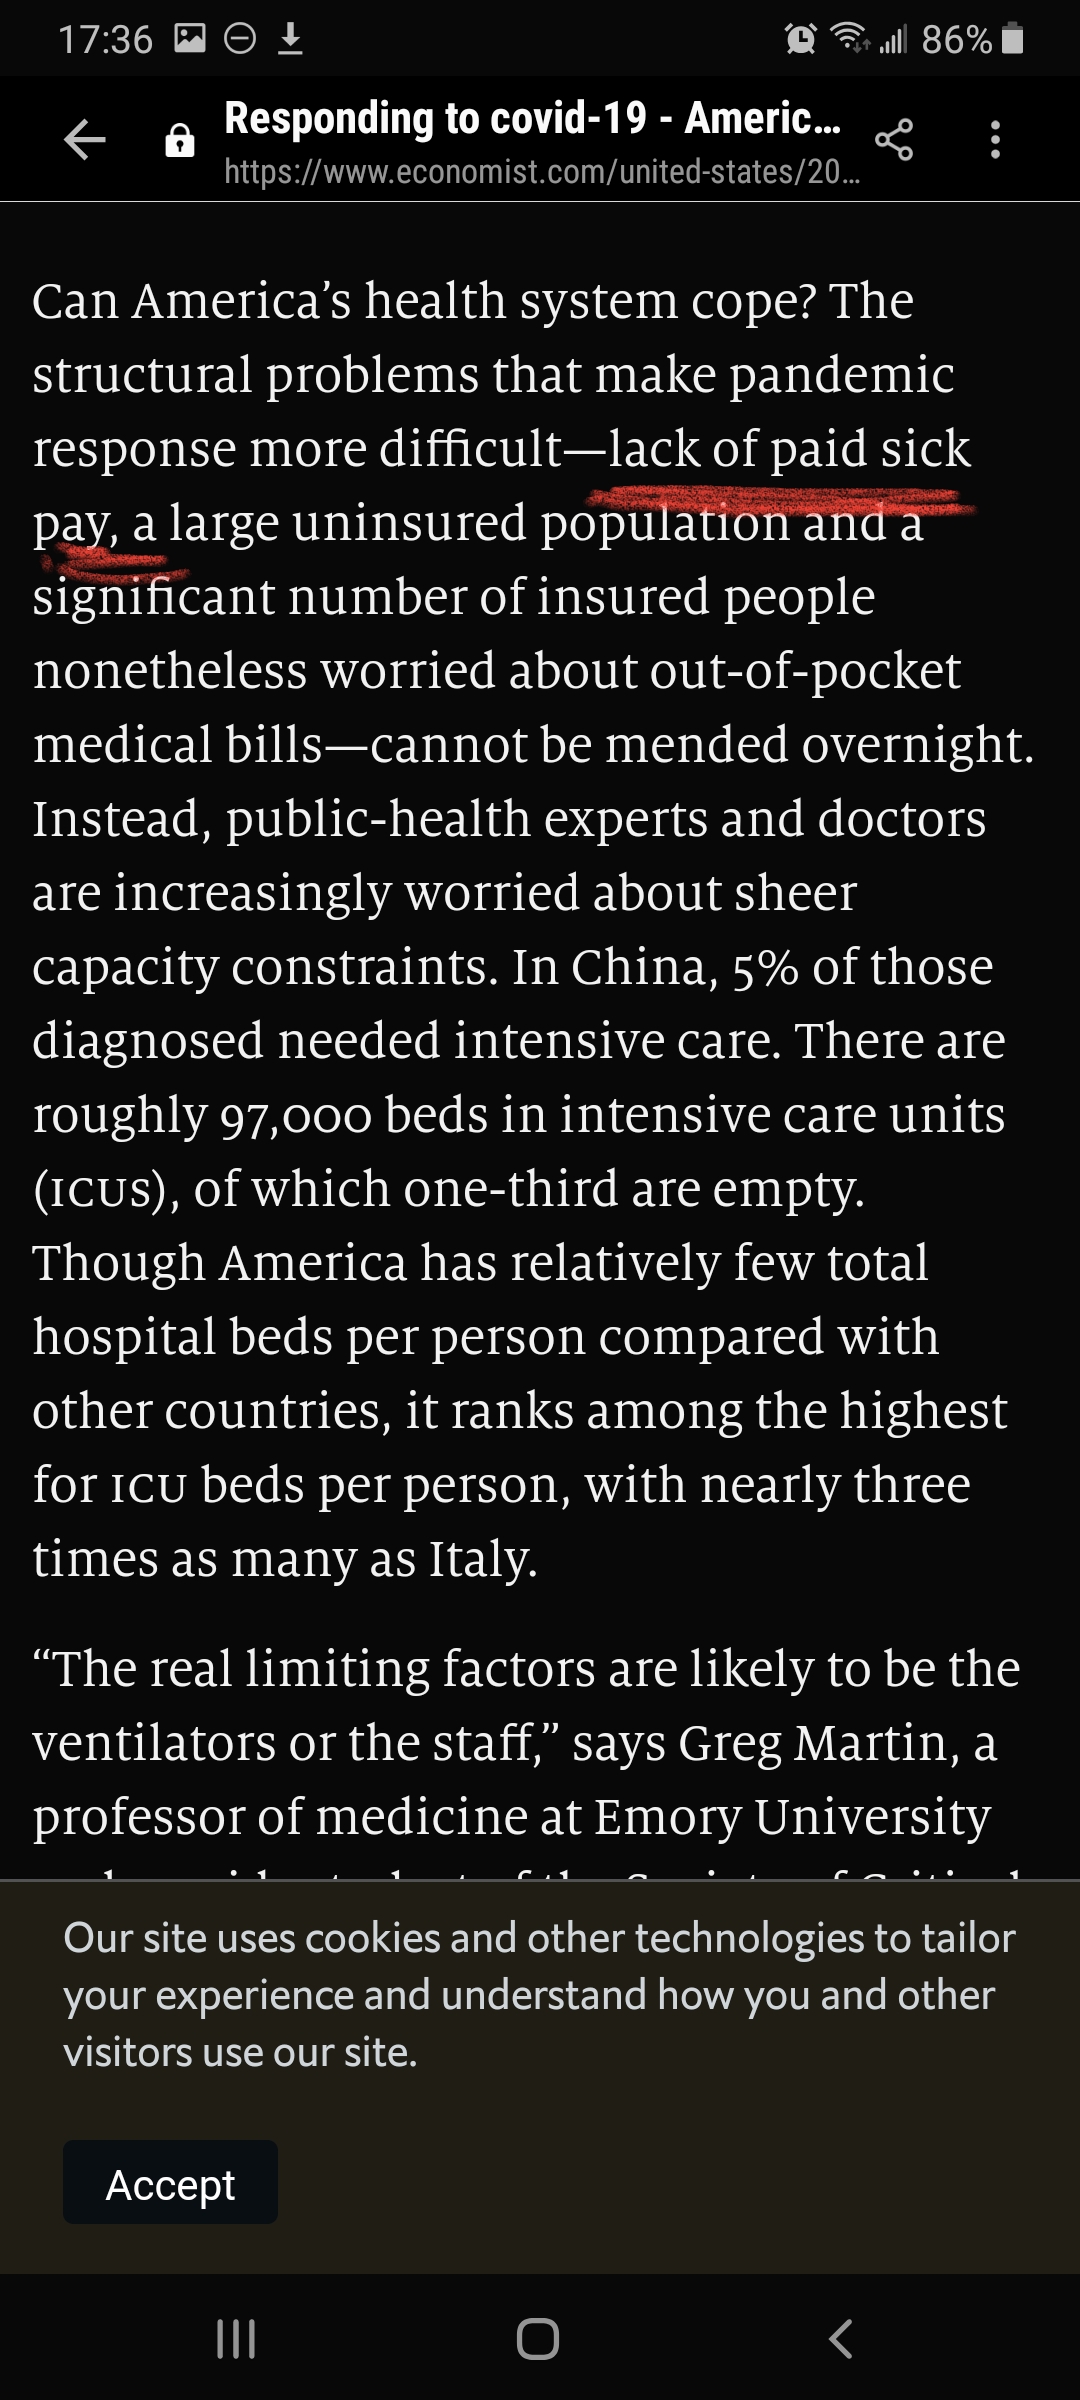 17:36
86%
Responding to covid-19 - Americ...
https://www.economist.com/united-states/20...
Can America’s health system cope? The
structural problems that make pandemic
response more difficult—lack of paid sick
pay, a large uninsured population and a
significant number of insured people
nonetheless worried about out-of-pocket
medical bills—cannot be mended overnight.
Instead, public-health experts and doctors
are increasingly worried about sheer
capacity constraints. In China, 5% of those
diagnosed needed intensive care. There are
roughly 97,000 beds in intensive care units
(ICUs), of which one-third are empty.
Though America has relatively few total
hospital beds per person compared with
other countries, it ranks among the highest
for ICU beds per person, with nearly three
times as many as Italy.
“The real limiting factors are likely to be the
ventilators or the staff,” says Greg Martin, a
professor of medicine at Emory University
Our site uses cookies and other technologies to tailor
your experience and understand how you and other
visitors use our site.
Accept